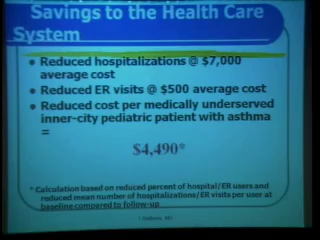 Savings to the Health Care
System
• Reduced hospitalizations @ $7,000
average cost
• Reduced ER visits @ $500 average cost
• Reduced cost per medically underserved
inner-city pediatric patient with asthma
=
$4,490*
* Calculation based on reduced percent of hospital/ER users and
reduced mean number of hospitalizations/ER visits per user at
baseline compared to follow-up